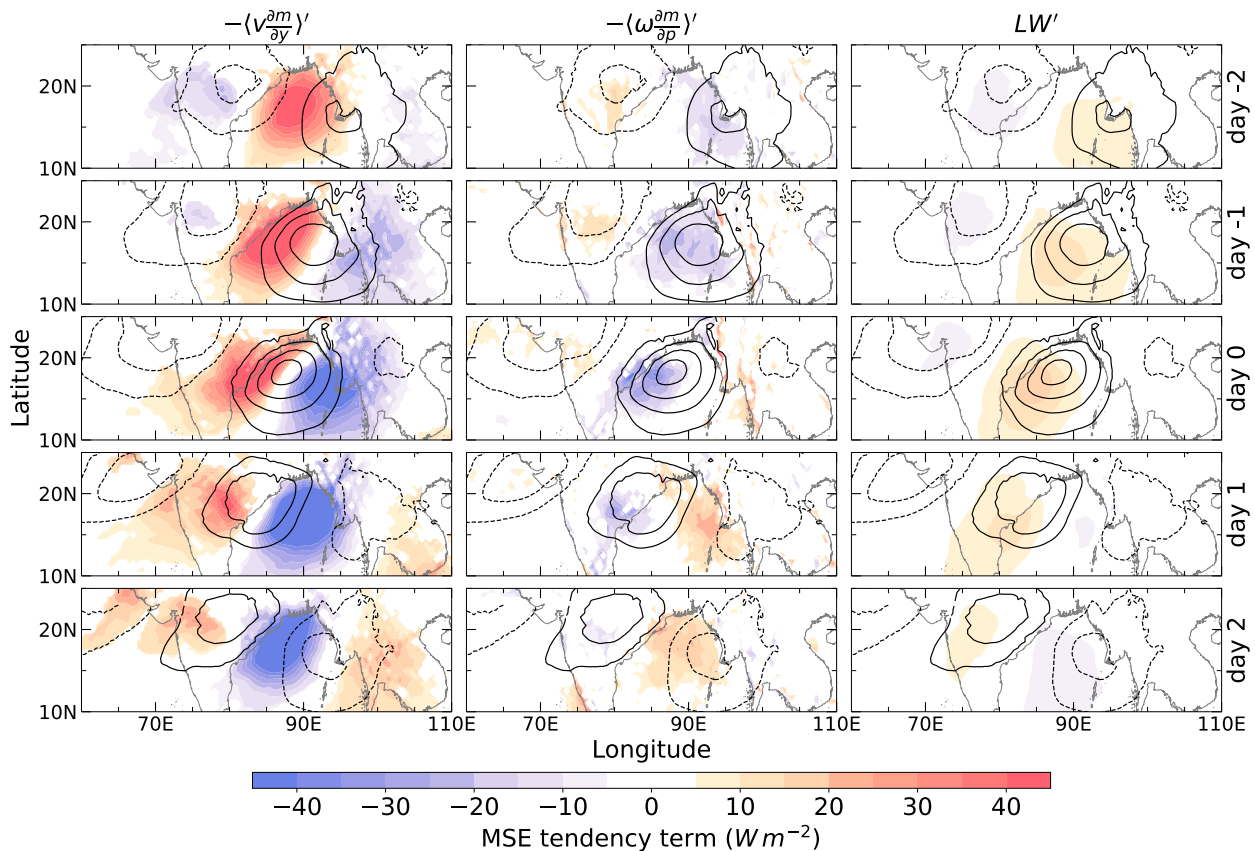 −⟨v ∂m/∂y⟩′ −⟨ω ∂m/∂p⟩′ LW′
20N
10N
day -2
20N
10N
day -1
Latitude
20N
10N
day 0
20N
10N
day 1
20N
10N
day 2
70E 90E 110E 70E 90E 110E 70E 90E 110E
Longitude
−40 −30 −20 −10 0 10 20 30 40
MSE tendency term (W m⁻²)